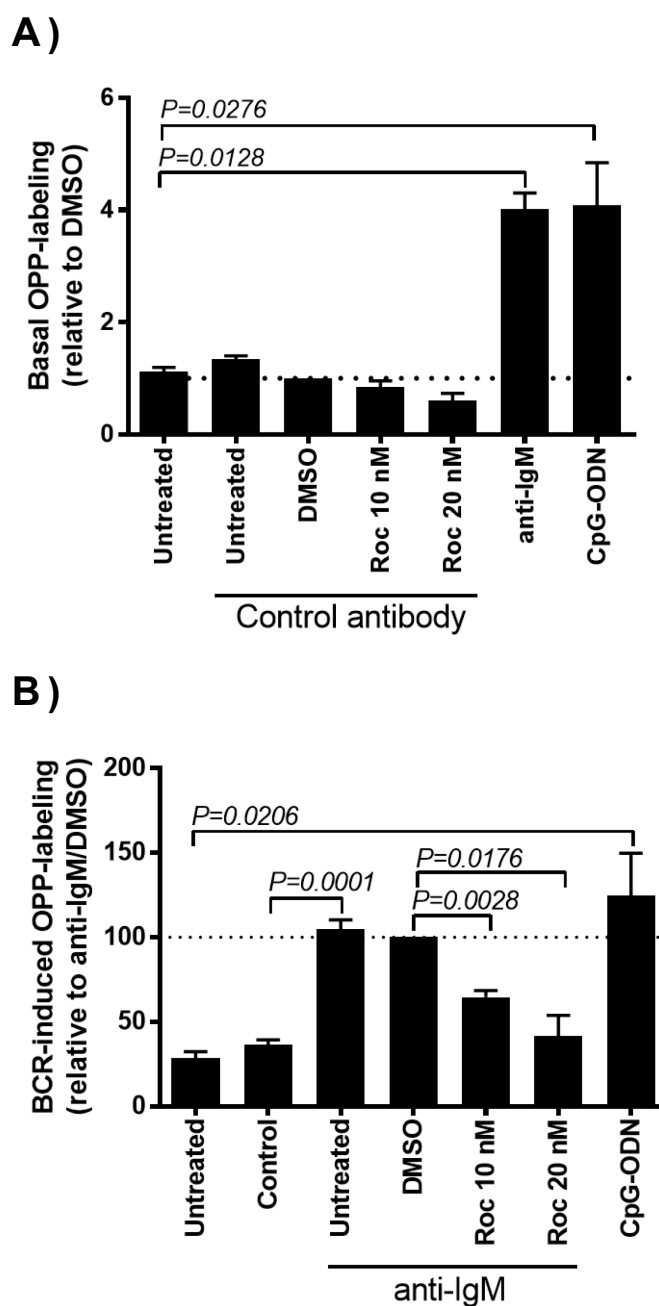 A)
Basal OPP-labeling
(relative to DMSO)
6
4
2
0
P=0.0276
P=0.0128
Untreated
Untreated
DMSO
Roc 10 nM
Roc 20 nM
anti-IgM
CpG-ODN
Control antibody
B)
BCR-induced OPP-labeling
(relative to anti-IgM/DMSO)
200
150
100
50
0
P=0.0206
P=0.0001
P=0.0176
P=0.0028
Untreated
Control
Untreated
DMSO
Roc 10 nM
Roc 20 nM
CpG-ODN
anti-IgM